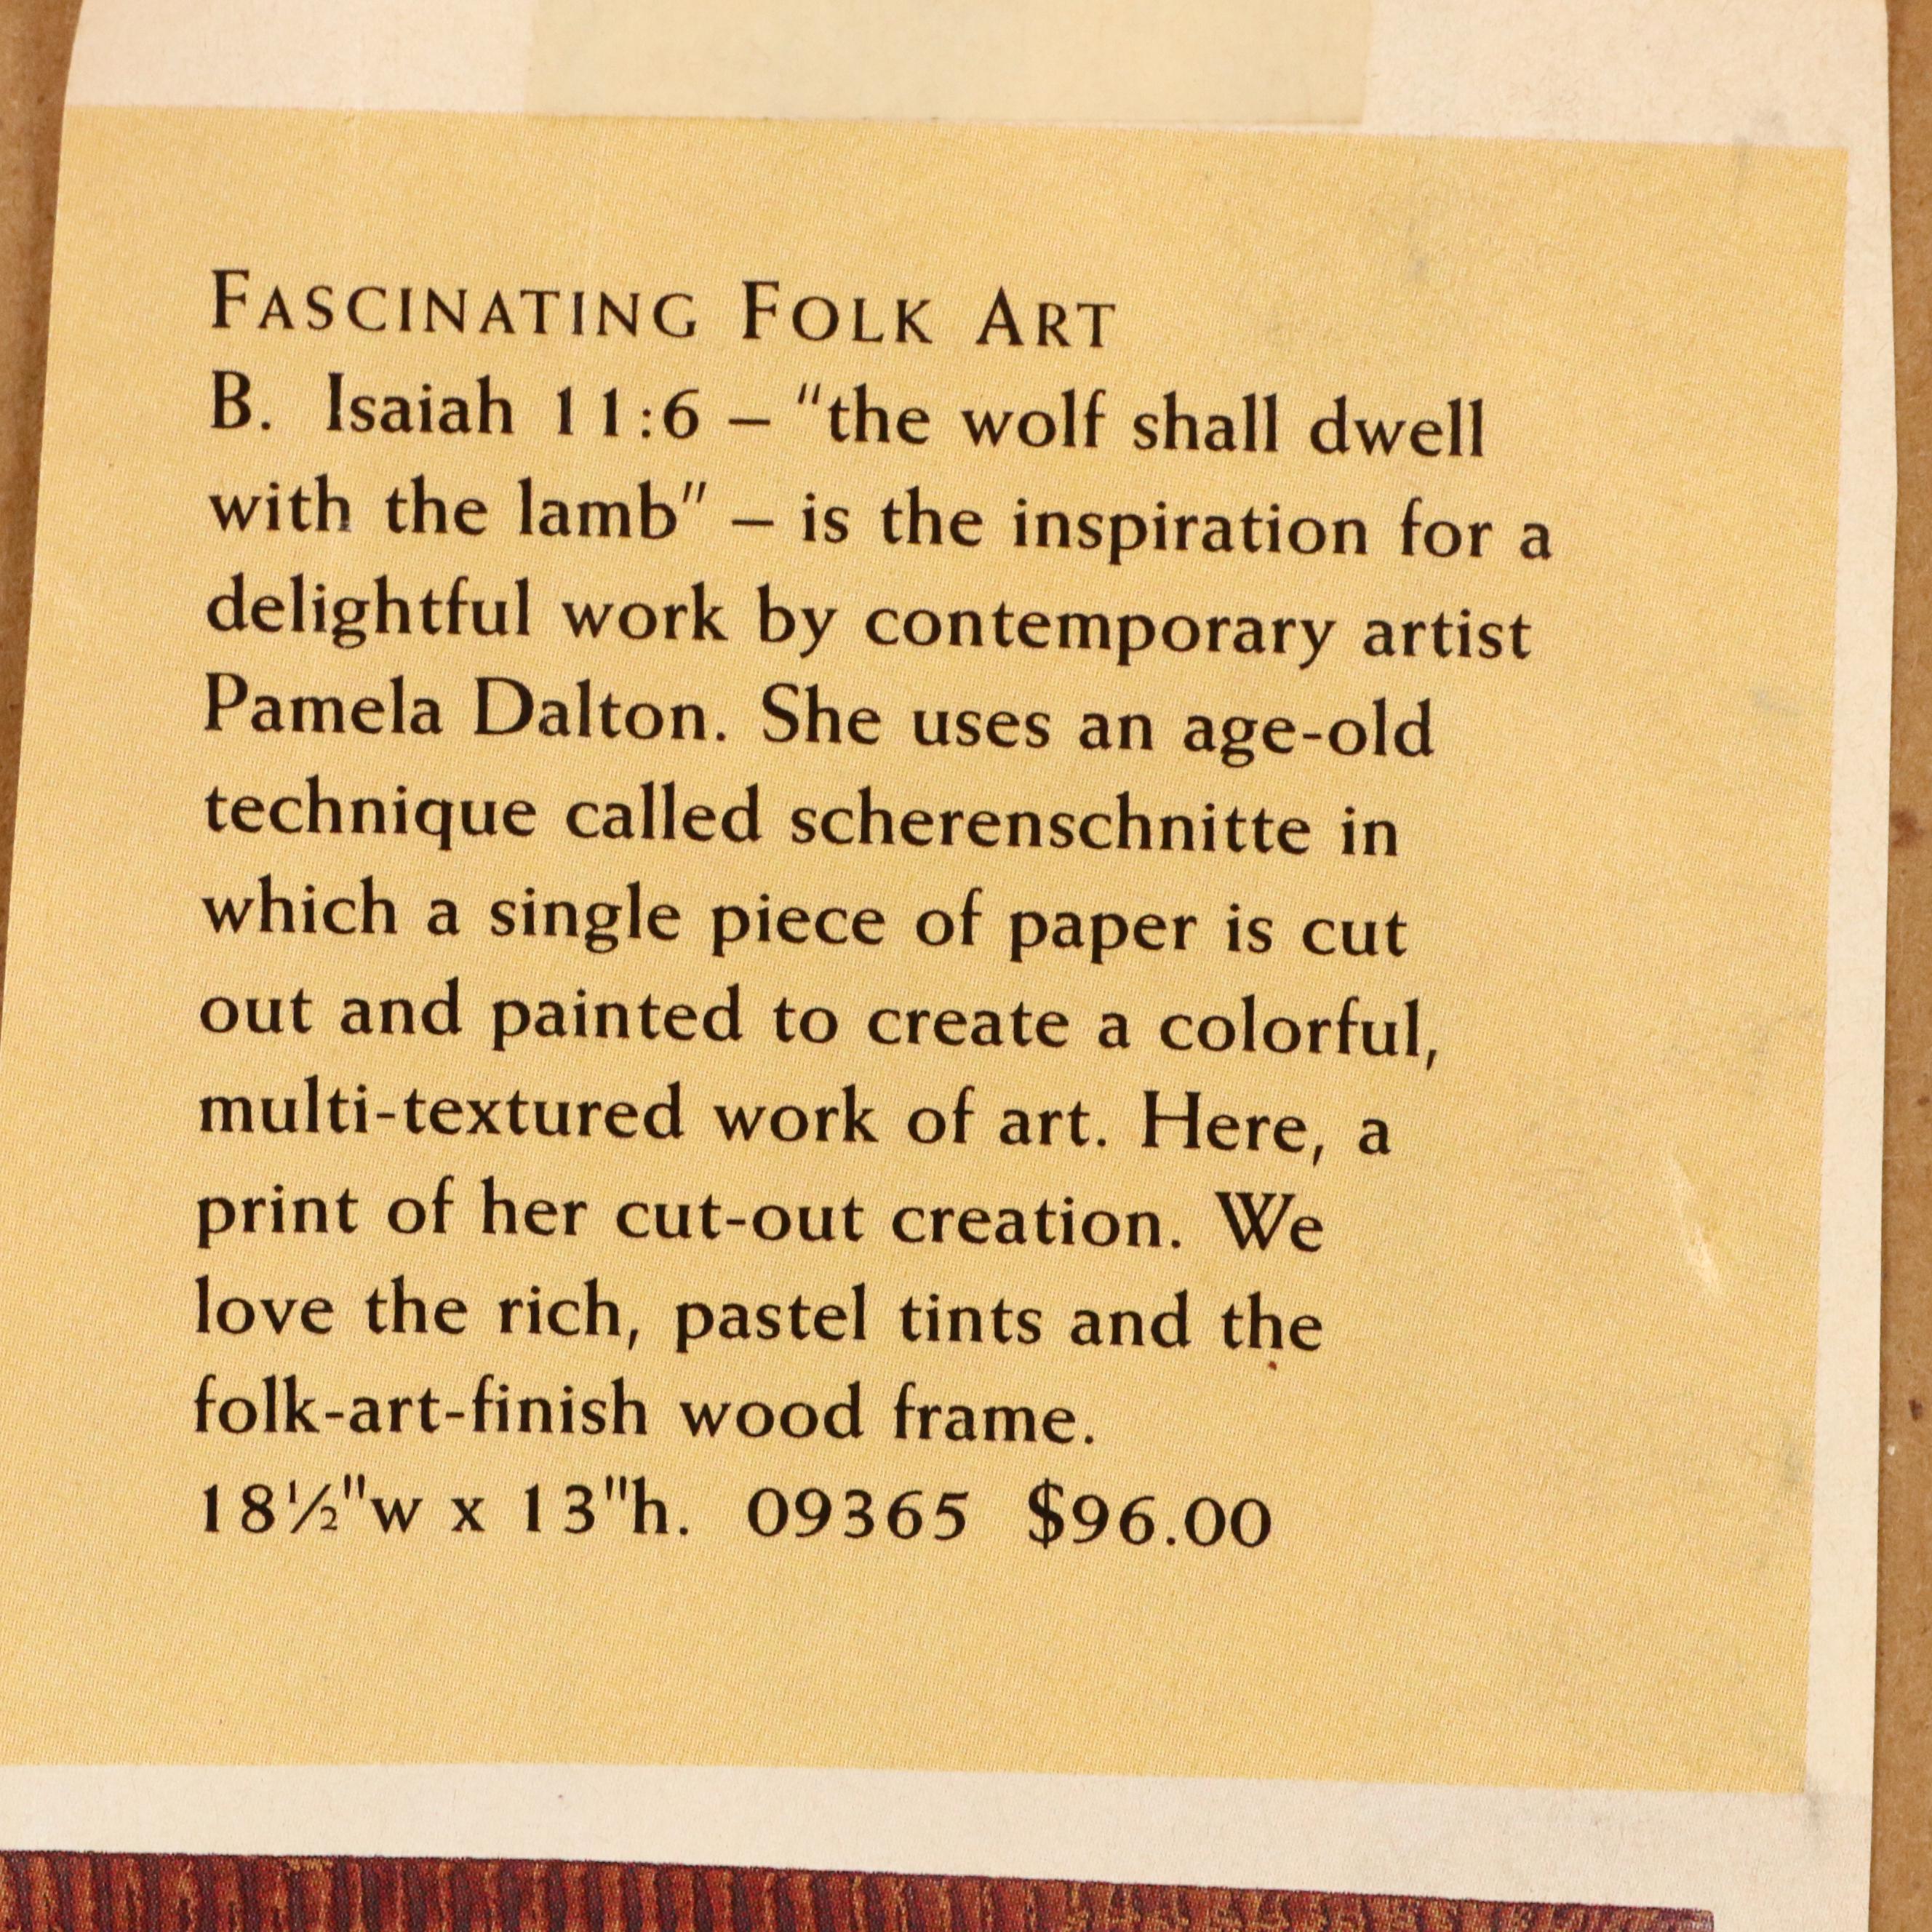 FASCINATING FOLK ART
B. Isaiah 11:6 – "the wolf shall dwell
with the lamb" – is the inspiration for a
delightful work by contemporary artist
Pamela Dalton. She uses an age-old
technique called scherenschnitte in
which a single piece of paper is cut
out and painted to create a colorful,
multi-textured work of art. Here, a
print of her cut-out creation. We
love the rich, pastel tints and the
folk-art-finish wood frame.
18½"w x 13"h. 09365 $96.00